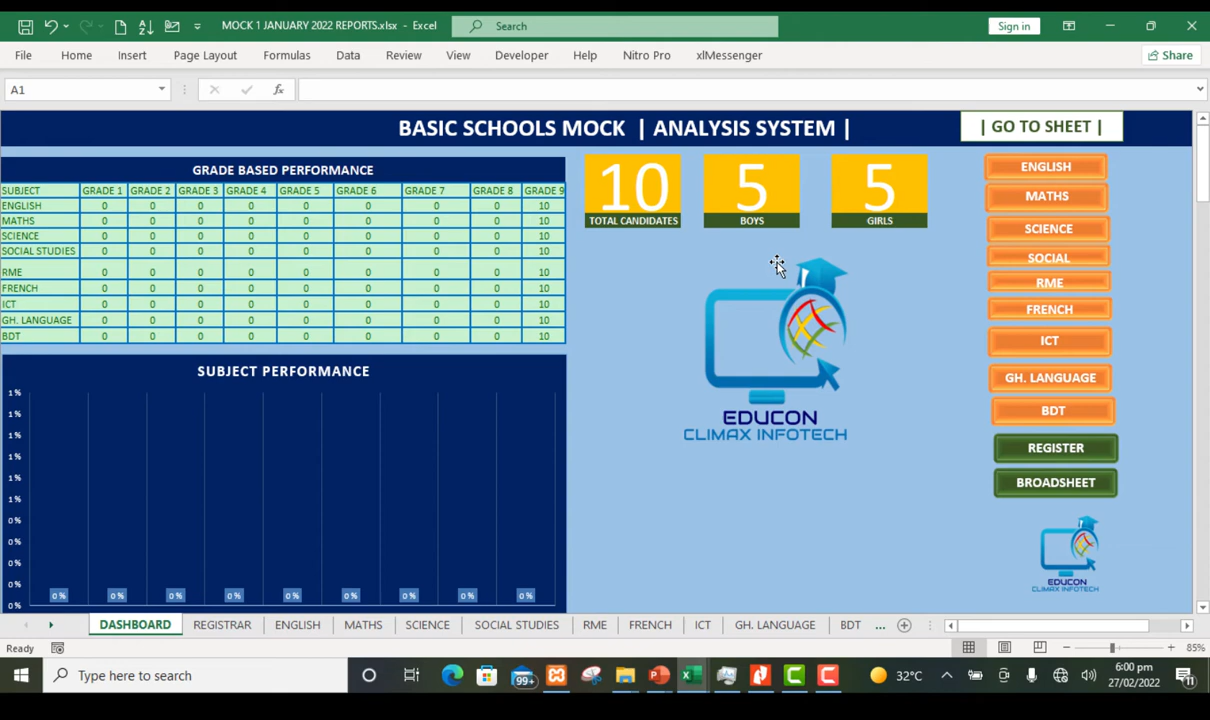 MOCK 1 JANUARY 2022 REPORTS.xlsx - Excel
Search
Sign in
File Home Insert Page Layout Formulas Data Review View Developer Help Nitro Pro xlMessenger Share
A1 fx
BASIC SCHOOLS MOCK | ANALYSIS SYSTEM |
| GO TO SHEET |
GRADE BASED PERFORMANCE
SUBJECT GRADE 1 GRADE 2 GRADE 3 GRADE 4 GRADE 5 GRADE 6 GRADE 7 GRADE 8 GRADE 9
ENGLISH 0 0 0 0 0 0 0 0 10
MATHS 0 0 0 0 0 0 0 0 10
SCIENCE 0 0 0 0 0 0 0 0 10
SOCIAL STUDIES 0 0 0 0 0 0 0 0 10
RME 0 0 0 0 0 0 0 0 10
FRENCH 0 0 0 0 0 0 0 0 10
ICT 0 0 0 0 0 0 0 0 10
GH. LANGUAGE 0 0 0 0 0 0 0 0 10
BDT 0 0 0 0 0 0 0 0 10
10
TOTAL CANDIDATES
5
BOYS
5
GIRLS
EDUCON
CLIMAX INFOTECH
ENGLISH
MATHS
SCIENCE
SOCIAL
RME
FRENCH
ICT
GH. LANGUAGE
BDT
REGISTER
BROADSHEET
EDUCON
CLIMAX INFOTECH
SUBJECT PERFORMANCE
1 %
1 %
1 %
1 %
1 %
1 %
0 %
0 %
0 %
0 %
0 %
0 % 0 % 0 % 0 % 0 % 0 % 0 % 0 % 0 %
DASHBOARD REGISTRAR ENGLISH MATHS SCIENCE SOCIAL STUDIES RME FRENCH ICT GH. LANGUAGE BDT ...
Ready
85%
Type here to search
99+
32°C
6:00 pm
27/02/2022
11